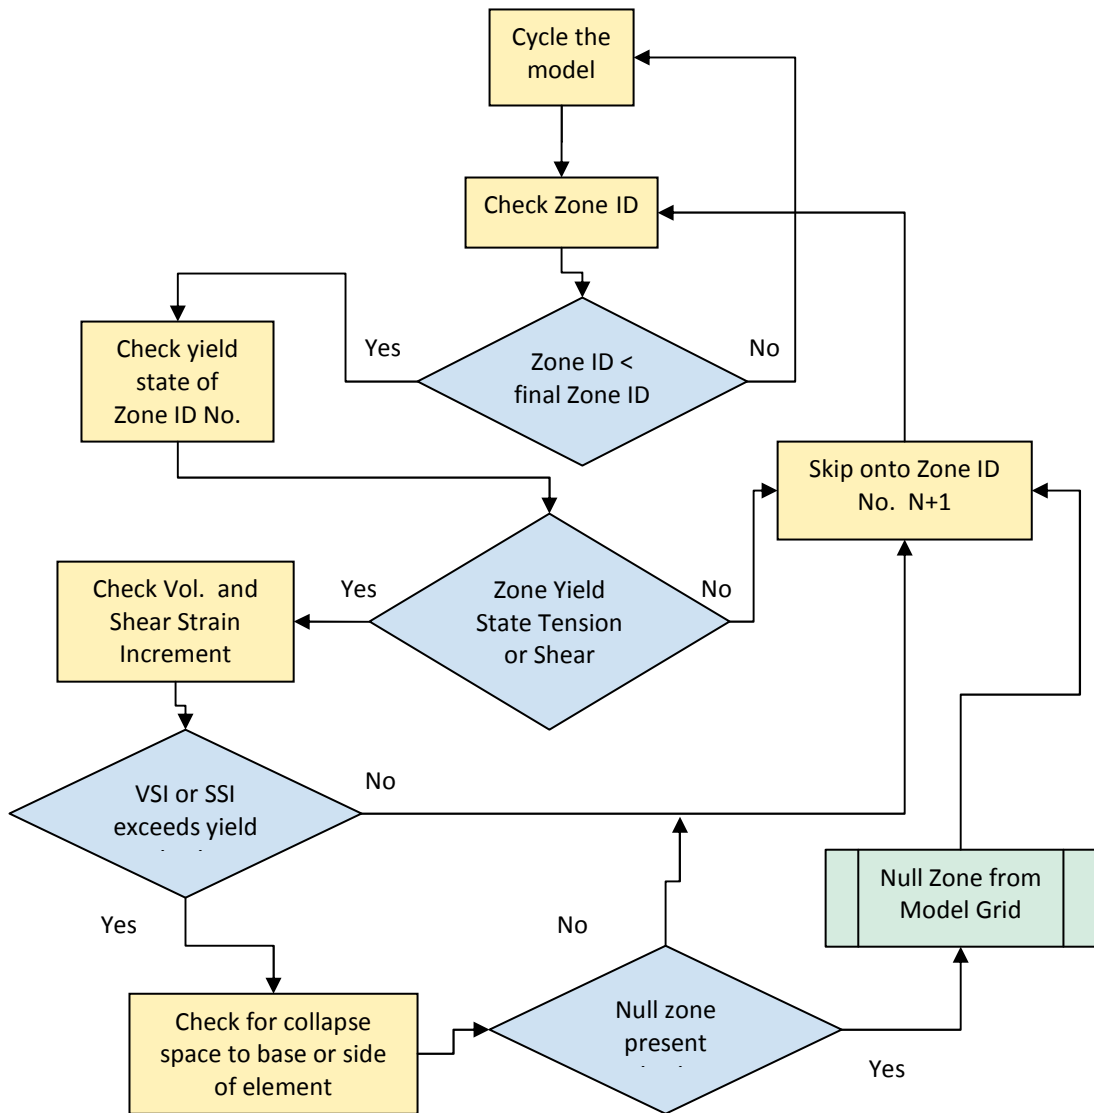 Cycle the
model
Check Zone ID
Yes
No
Zone ID <
final Zone ID
Check yield
state of
Zone ID No.
Skip onto Zone ID
No. N+1
Check Vol. and
Shear Strain
Increment
Yes
No
Zone Yield
State Tension
or Shear
No
VSI or SSI
exceeds yield
Yes
No
Null Zone from
Model Grid
Check for collapse
space to base or side
of element
Null zone
present
Yes